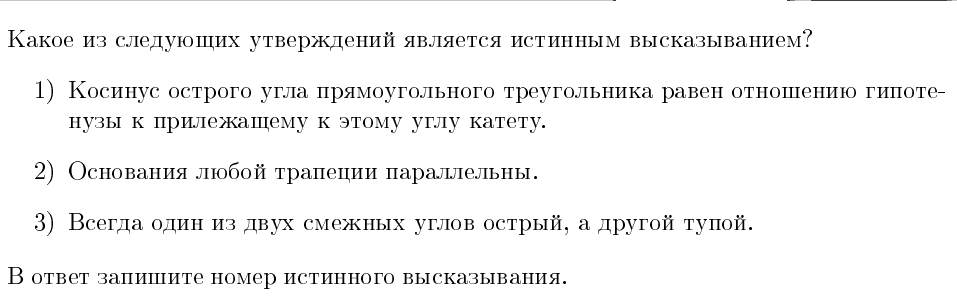 Какое из следующих утверждений является истинным высказыванием?
1) Косинус острого угла прямоугольного треугольника равен отношению гипоте-
нузы к прилежащему к этому углу катету.
2) Основания любой трапеции параллельны.
3) Всегда один из двух смежных углов острый, а другой тупой.
В ответ запишите номер истинного высказывания.